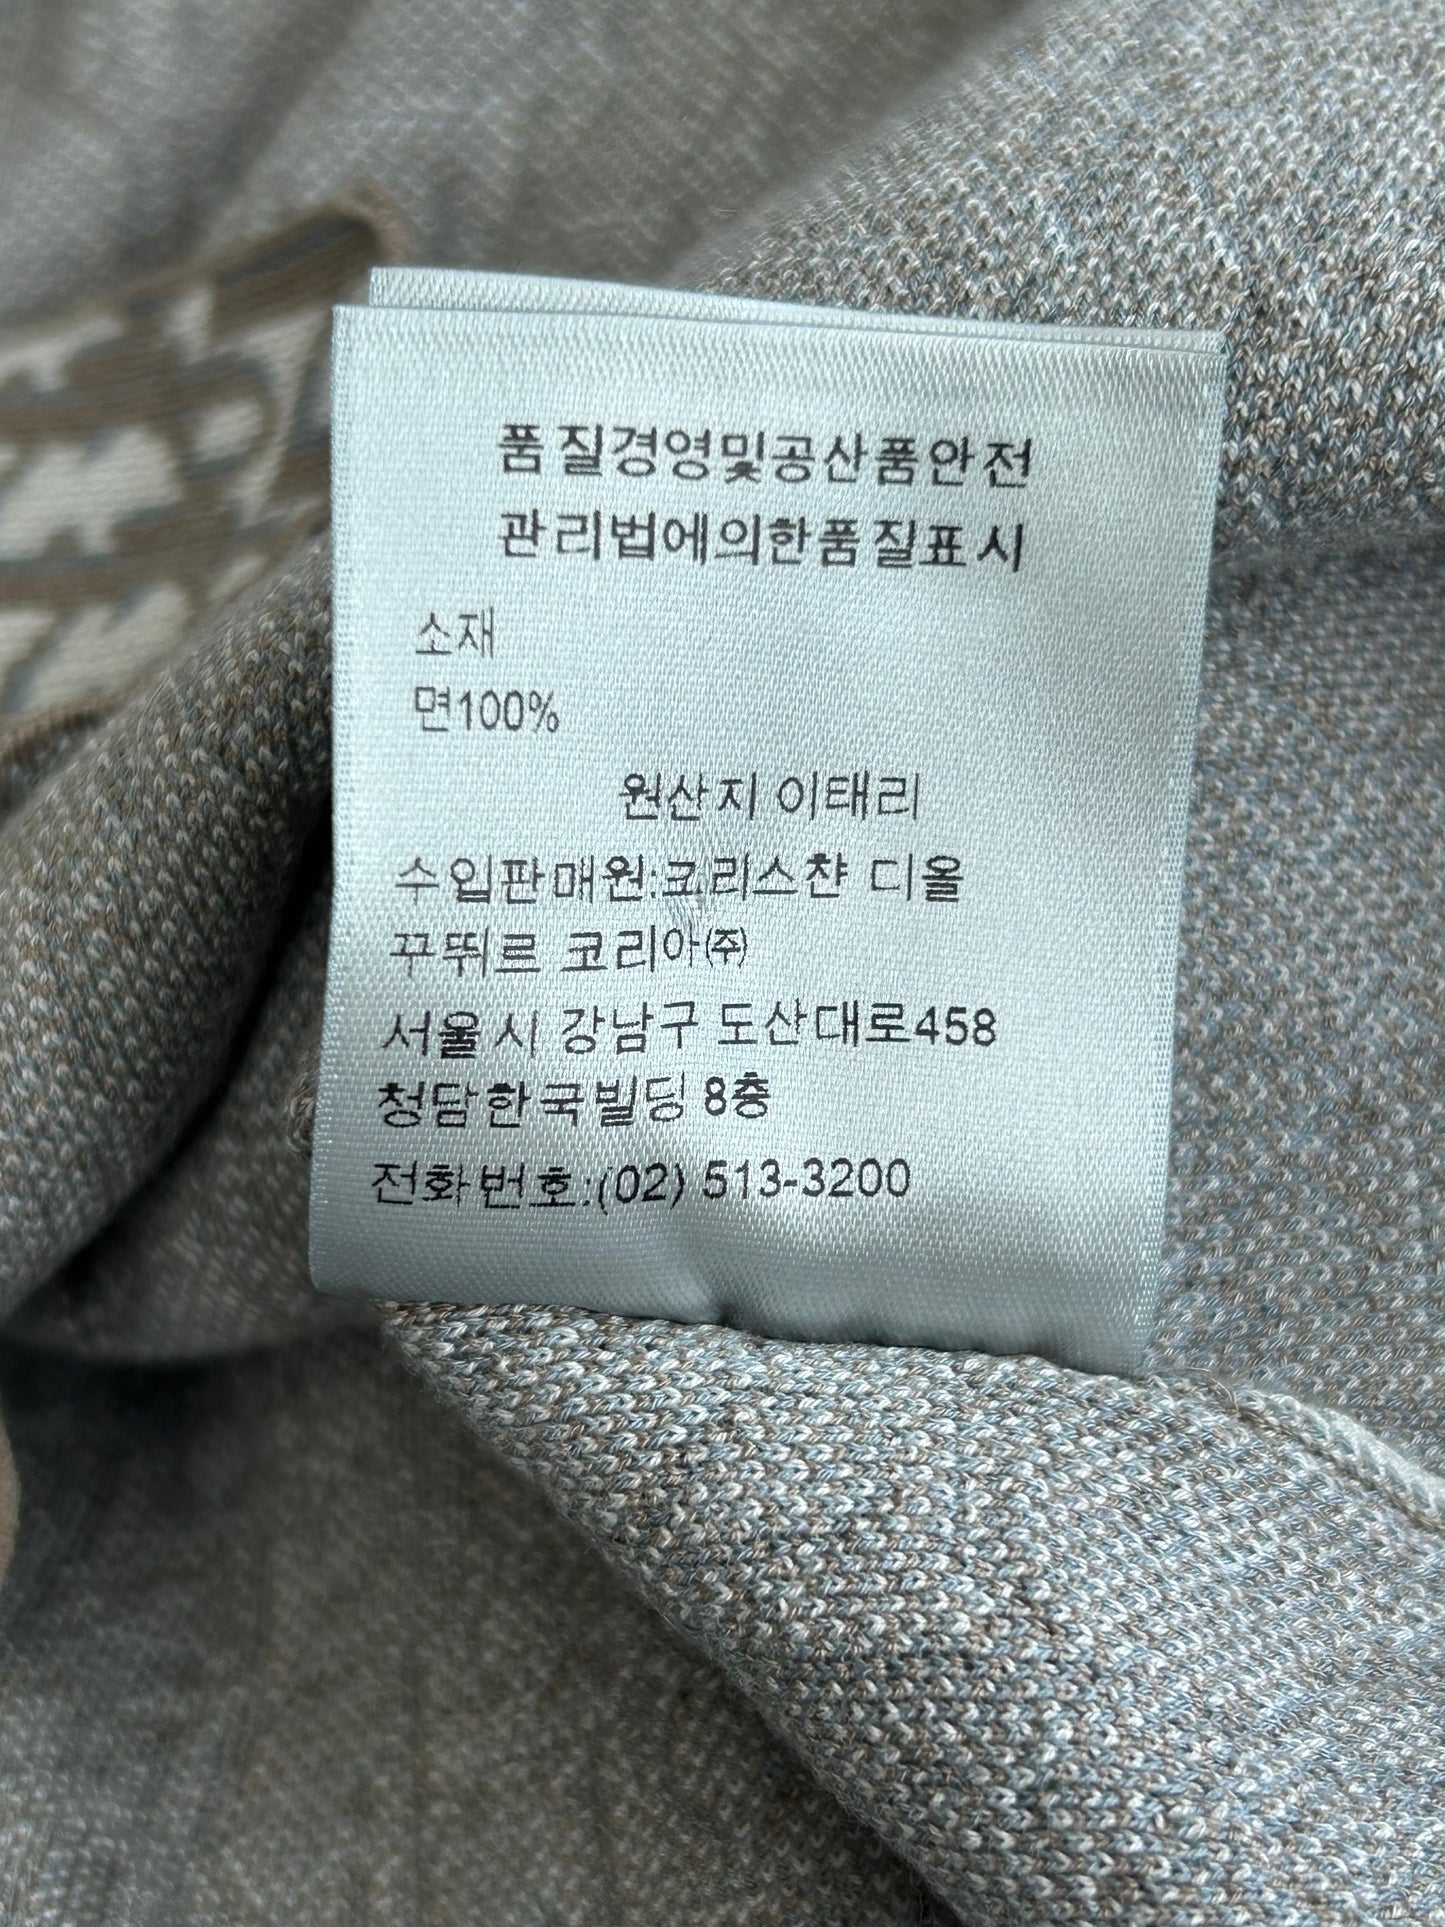 품질경영및공산품안전
관리법에의한품질표시
소재
면100%
원산지 이태리
수입판매원:크리스챤 디올
꾸뛰르 코리아㈜
서울시 강남구 도산대로458
청담한국빌딩 8층
전화번호:(02) 513-3200